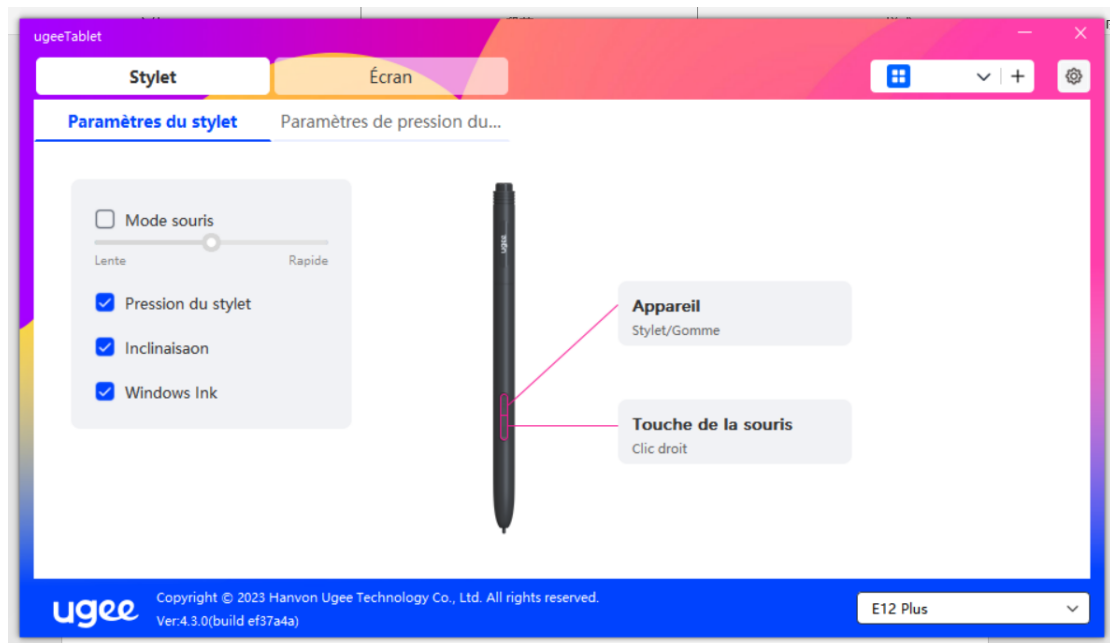 ugeeTablet
Stylet
Écran
Paramètres du stylet
Paramètres de pression du...
Mode souris
Lente
Rapide
Pression du stylet
Inclinaisaon
Windows Ink
ugee
Appareil
Stylet/Gomme
Touche de la souris
Clic droit
ugee
Copyright © 2023 Hanvon Ugee Technology Co., Ltd. All rights reserved.
Ver:4.3.0(build ef37a4a)
E12 Plus